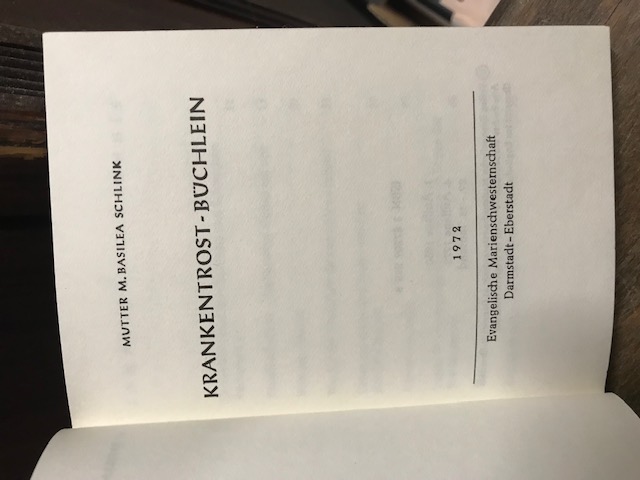 MUTTER M. BASILEA SCHLINK
KRANKENTROST-BÜCHLEIN
1972
Evangelische Marienschwesternschaft
Darmstadt-Eberstadt